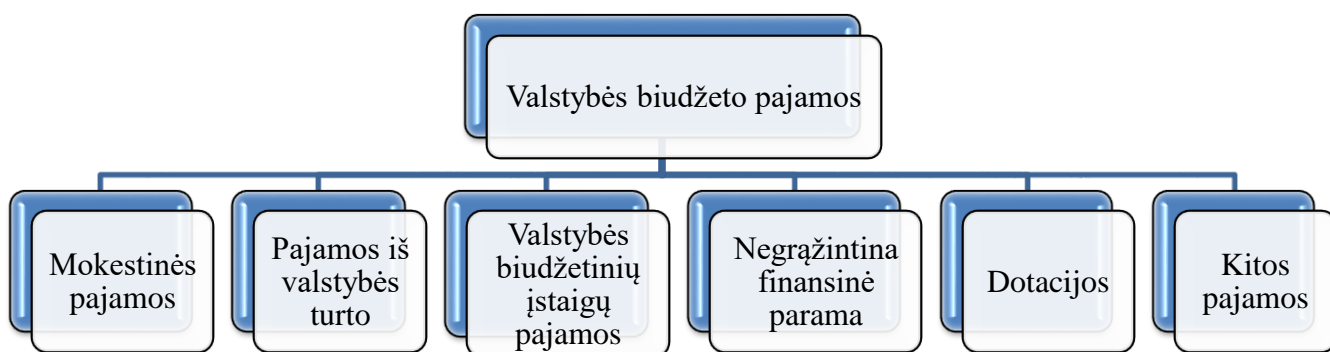 Valstybės biudžeto pajamos
Mokestinės
pajamos
Pajamos iš
valstybės
turto
Valstybės
biudžetinių
įstaigų
pajamos
Negrąžintina
finansinė
parama
Dotacijos
Kitos
pajamos